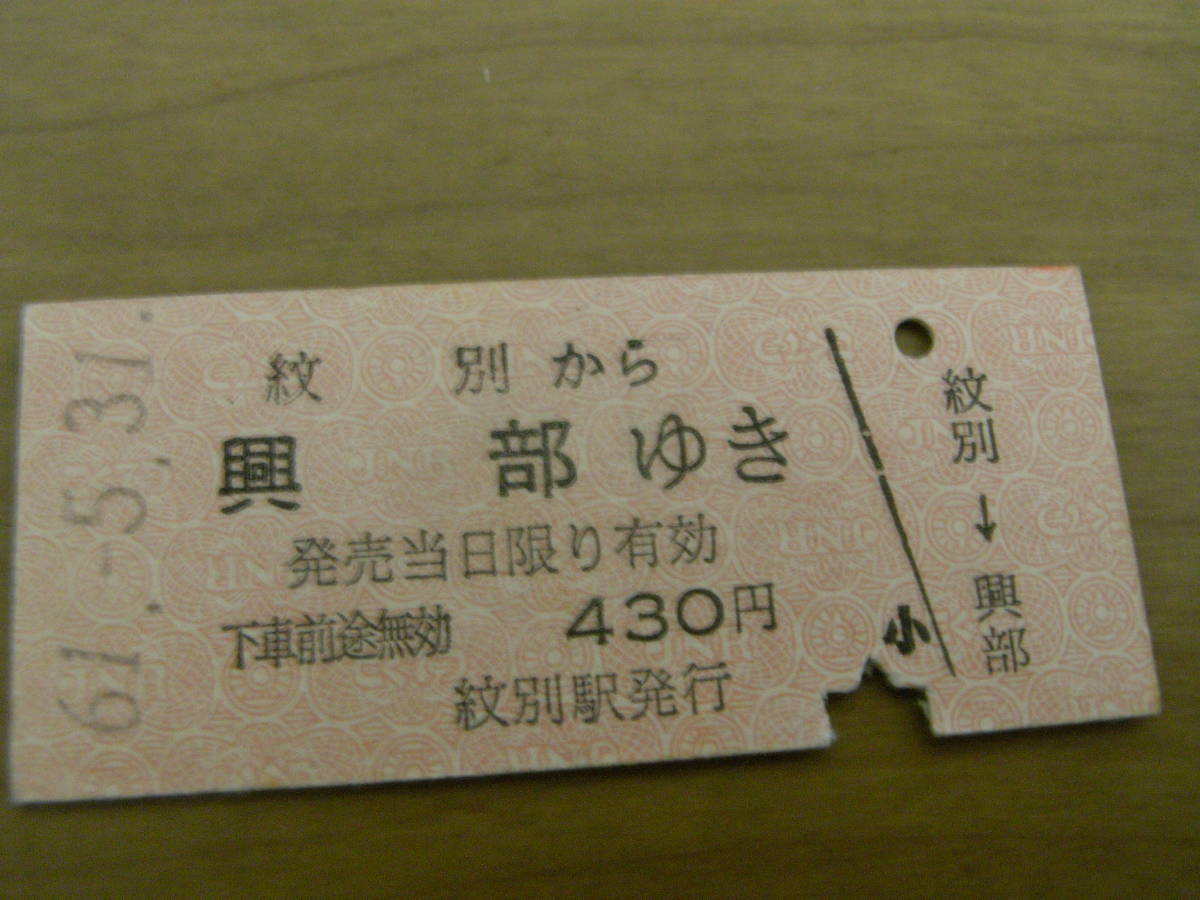 61.-5.31.
紋 別 から
興 部 ゆき
発売当日限り有効
下車前途無効 430円
紋別駅発行
小
紋別→興部